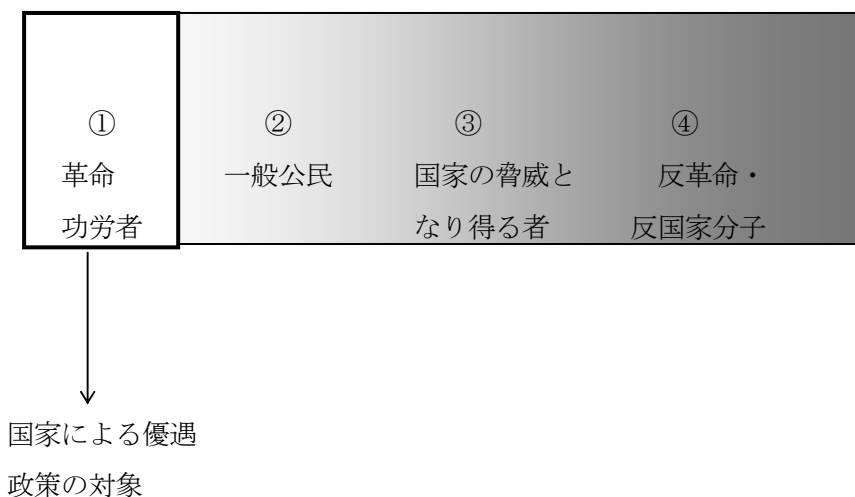 ①
革命
功労者
②
一般公民
③
国家の脅威と
なり得る者
④
反革命・
反国家分子
国家による優遇
政策の対象